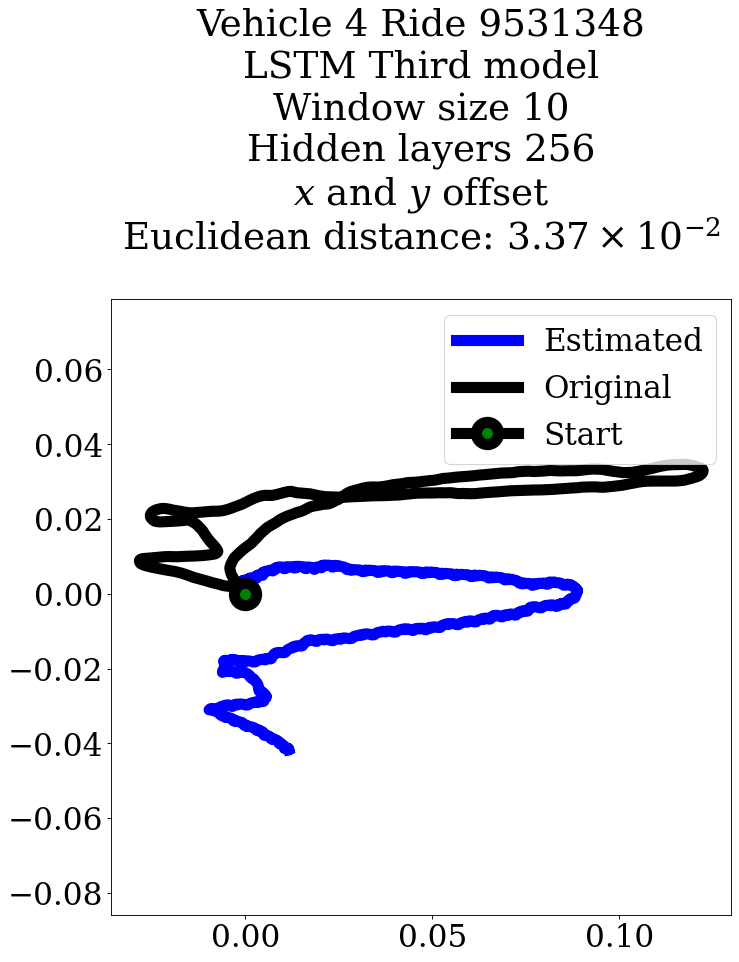 Vehicle 4 Ride 9531348
LSTM Third model
Window size 10
Hidden layers 256
x and y offset
Euclidean distance: 3.37 × 10⁻²
Estimated
Original
Start
0.06
0.04
0.02
0.00
−0.02
−0.04
−0.06
−0.08
0.00 0.05 0.10